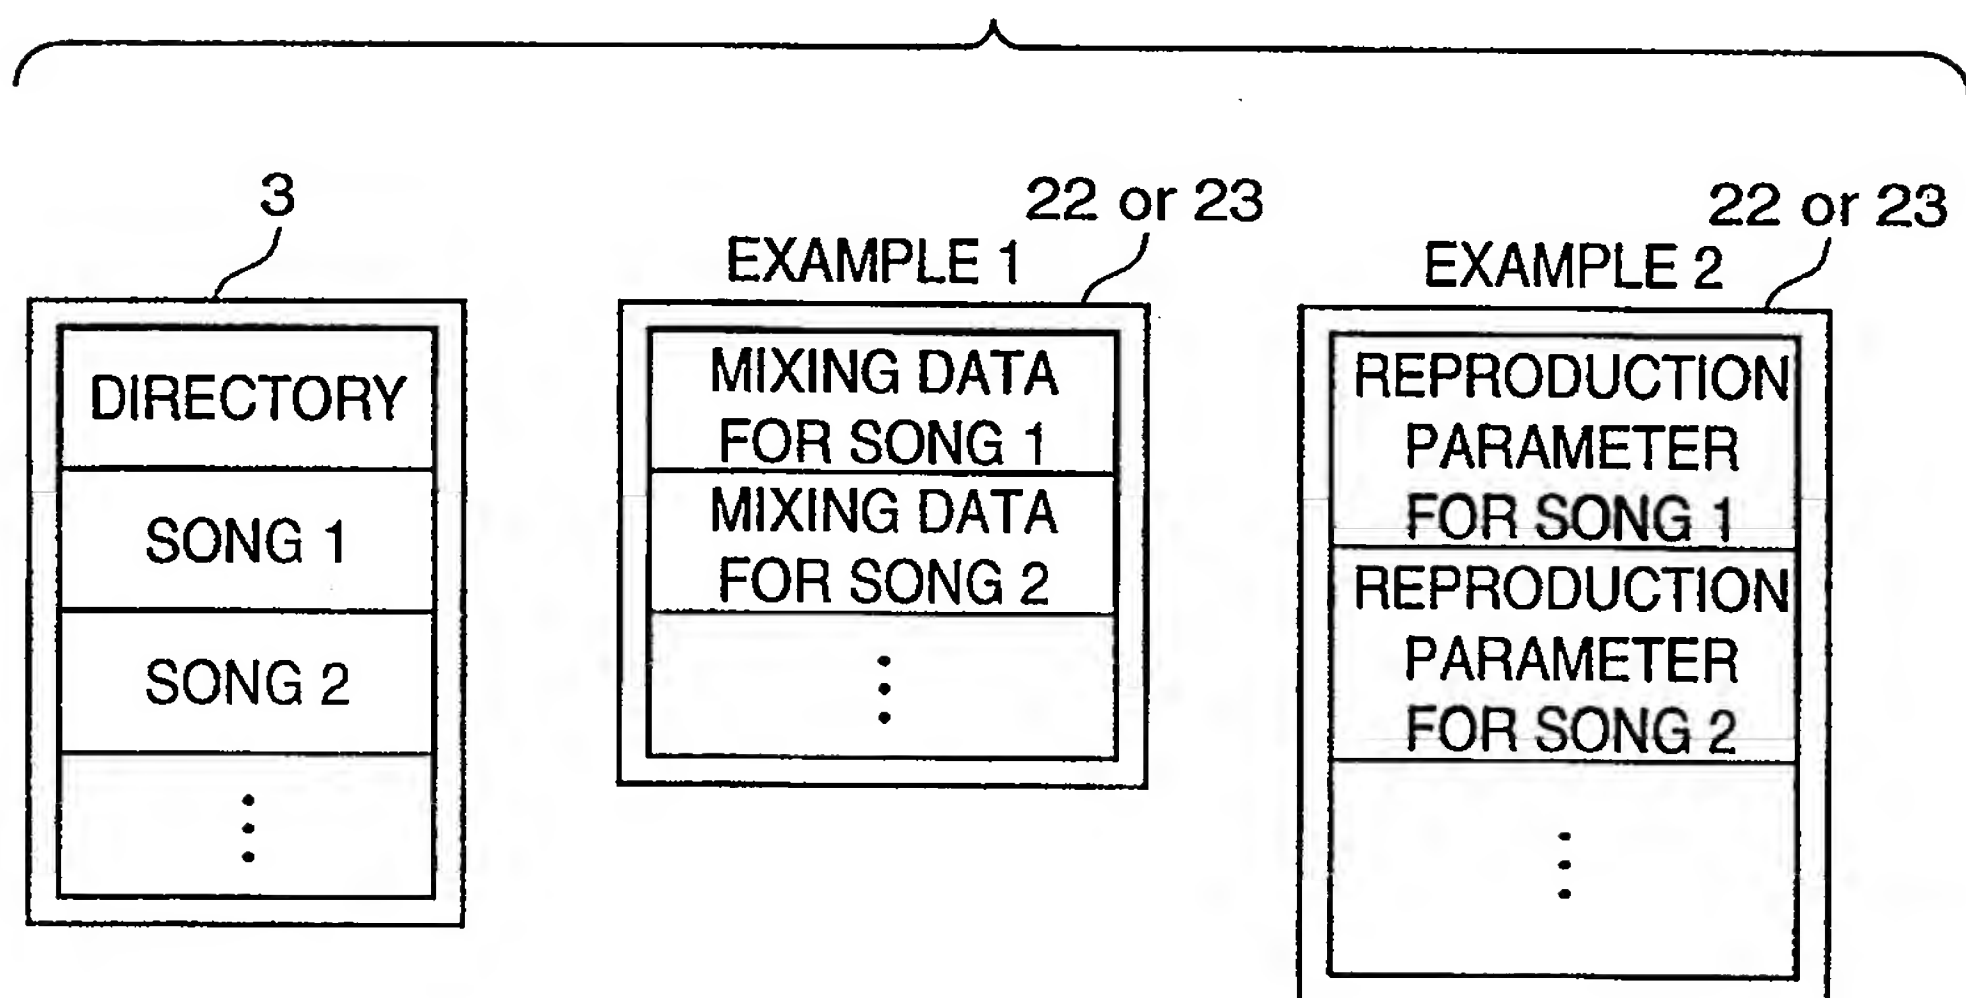 3
DIRECTORY
SONG 1
SONG 2
22 or 23
EXAMPLE 1
MIXING DATA
FOR SONG 1
MIXING DATA
FOR SONG 2
22 or 23
EXAMPLE 2
REPRODUCTION
PARAMETER
FOR SONG 1
REPRODUCTION
PARAMETER
FOR SONG 2